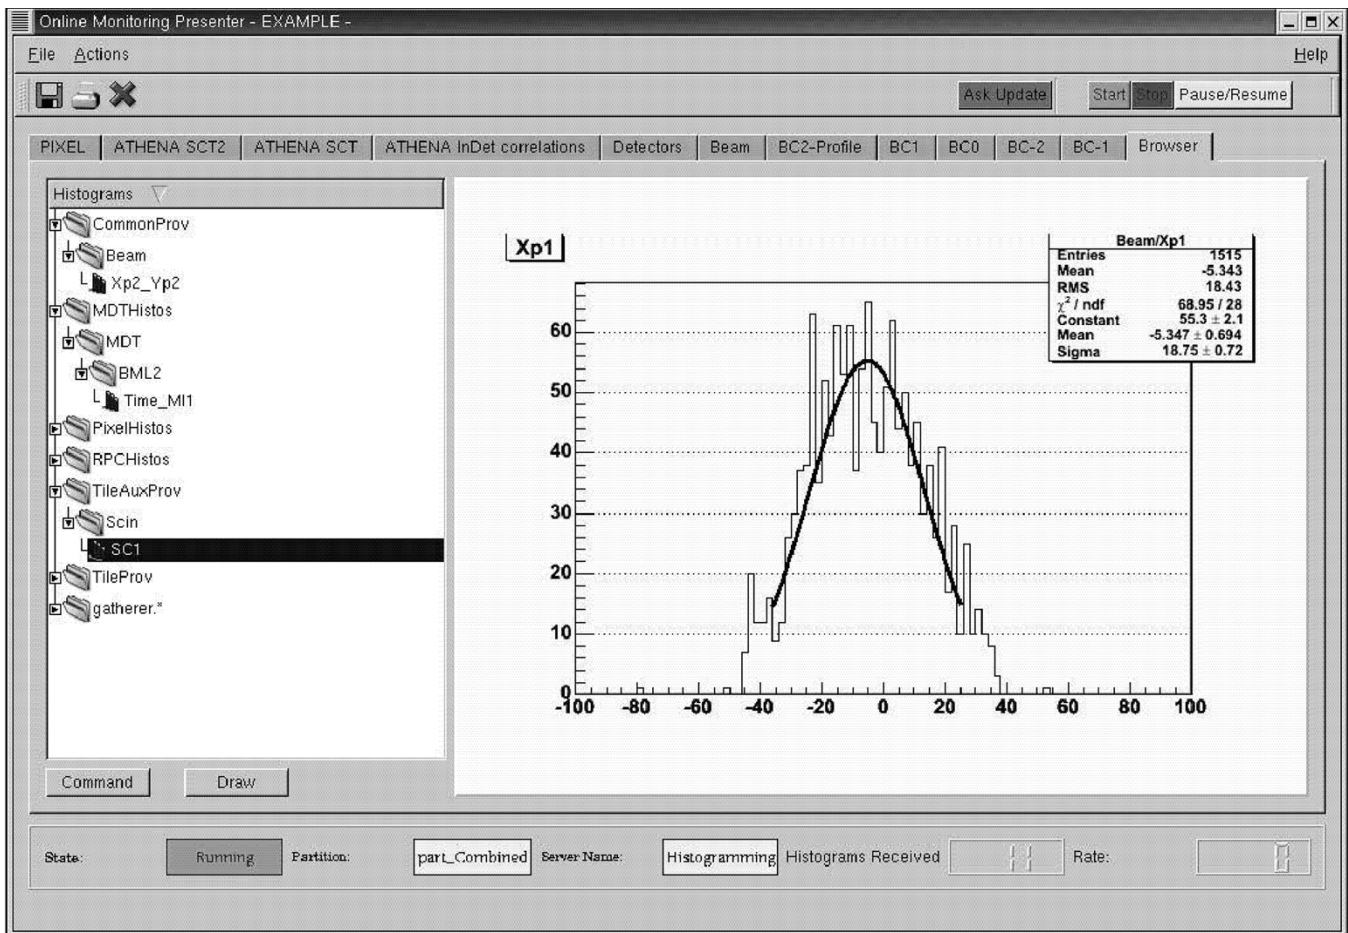 Online Monitoring Presenter - EXAMPLE -
File Actions Help
Ask Update Start Stop Pause/Resume
PIXEL ATHENA SCT2 ATHENA SCT ATHENA InDet correlations Detectors Beam BC2-Profile BC1 BC0 BC-2 BC-1 Browser
Histograms
CommonProv
Beam
Xp2_Yp2
MDTHistos
MDT
BML2
Time_Ml1
PixelHistos
RPCHistos
TileAuxProv
Scin
SC1
TileProv
gatherer.*
Command Draw
Xp1
Beam/Xp1
Entries 1515
Mean -5.343
RMS 18.43
χ² / ndf 68.95 / 28
Constant 55.3 ± 2.1
Mean -5.347 ± 0.694
Sigma 18.75 ± 0.72
60
50
40
30
20
10
0
-100 -80 -60 -40 -20 0 20 40 60 80 100
State: Running Partition: part_Combined Server Name: Histogramming Histograms Received 11 Rate: 0